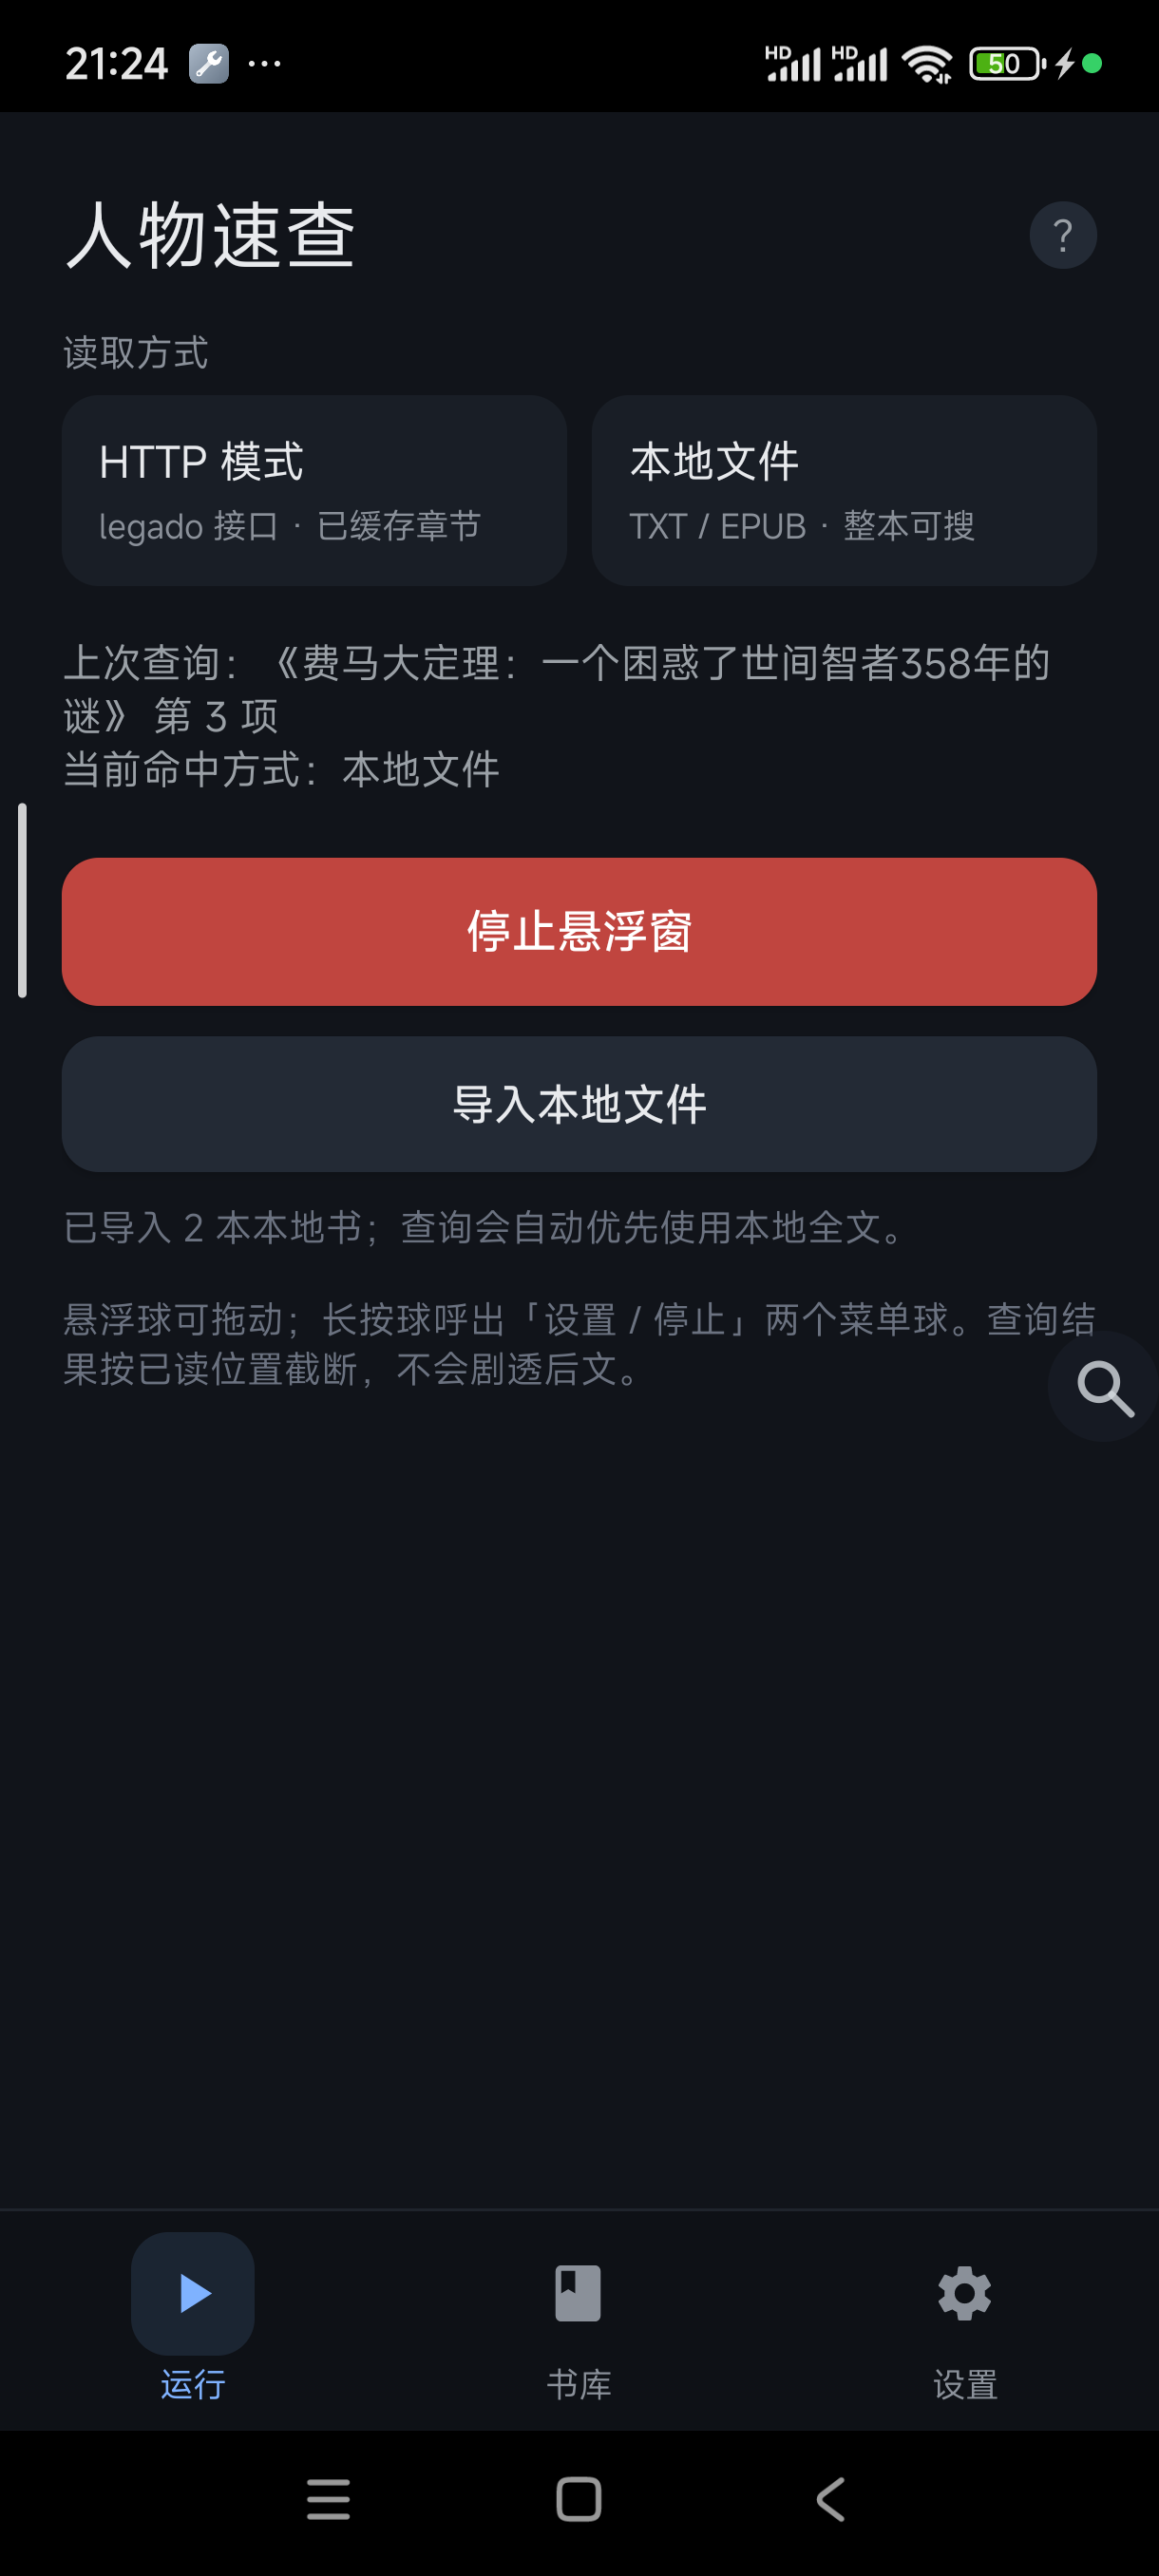 21:24
HD HD 50
人物速查
?
读取方式
HTTP 模式
legado 接口 · 已缓存章节
本地文件
TXT / EPUB · 整本可搜
上次查询：《费马大定理：一个困惑了世间智者358年的
谜》 第 3 项
当前命中方式：本地文件
停止悬浮窗
导入本地文件
已导入 2 本本地书；查询会自动优先使用本地全文。
悬浮球可拖动；长按球呼出「设置 / 停止」两个菜单球。查询结
果按已读位置截断，不会剧透后文。
运行
书库
设置